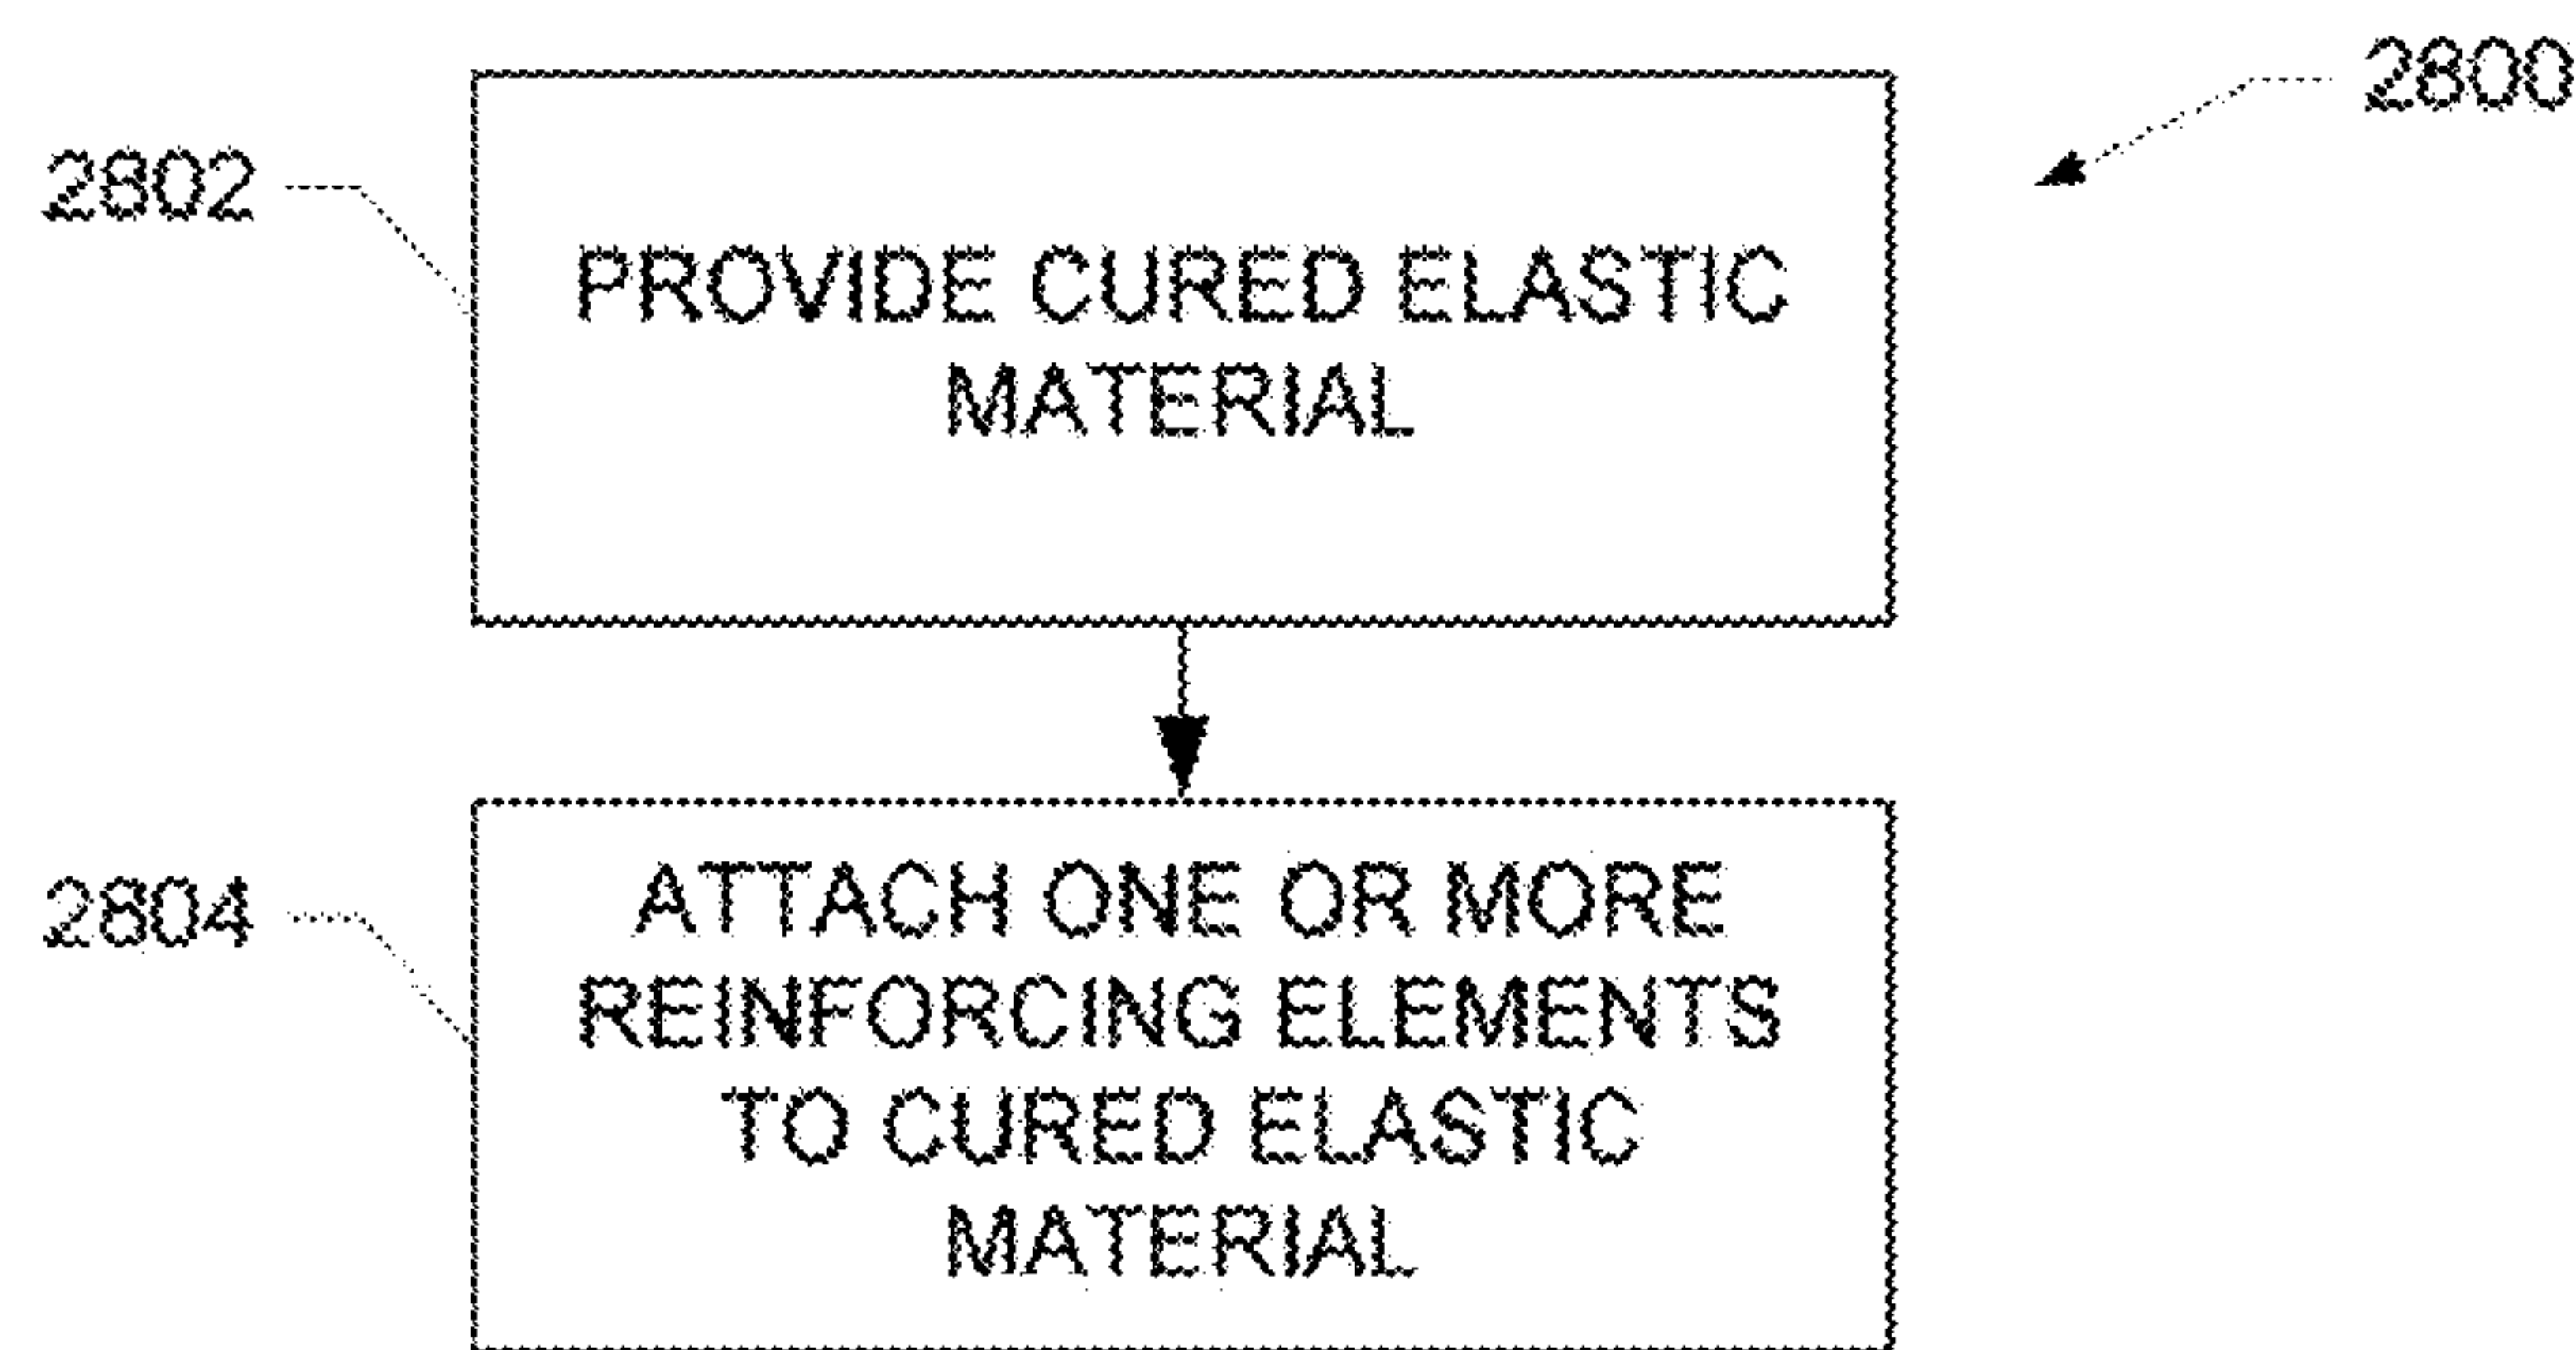 2800
2802
PROVIDE CURED ELASTIC
MATERIAL
2804
ATTACH ONE OR MORE
REINFORCING ELEMENTS
TO CURED ELASTIC
MATERIAL